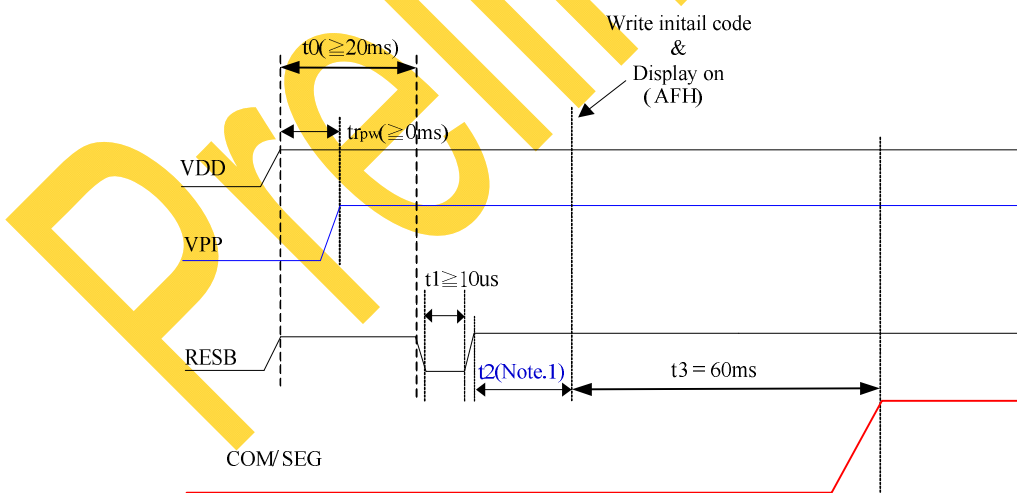 Write initail code
&
Display on
( AFH)
t0(≧20ms)
trpw(≧0ms)
VDD
VPP
t1≧10us
RESB
t2(Note.1)
t3 = 60ms
COM/ SEG
Preli